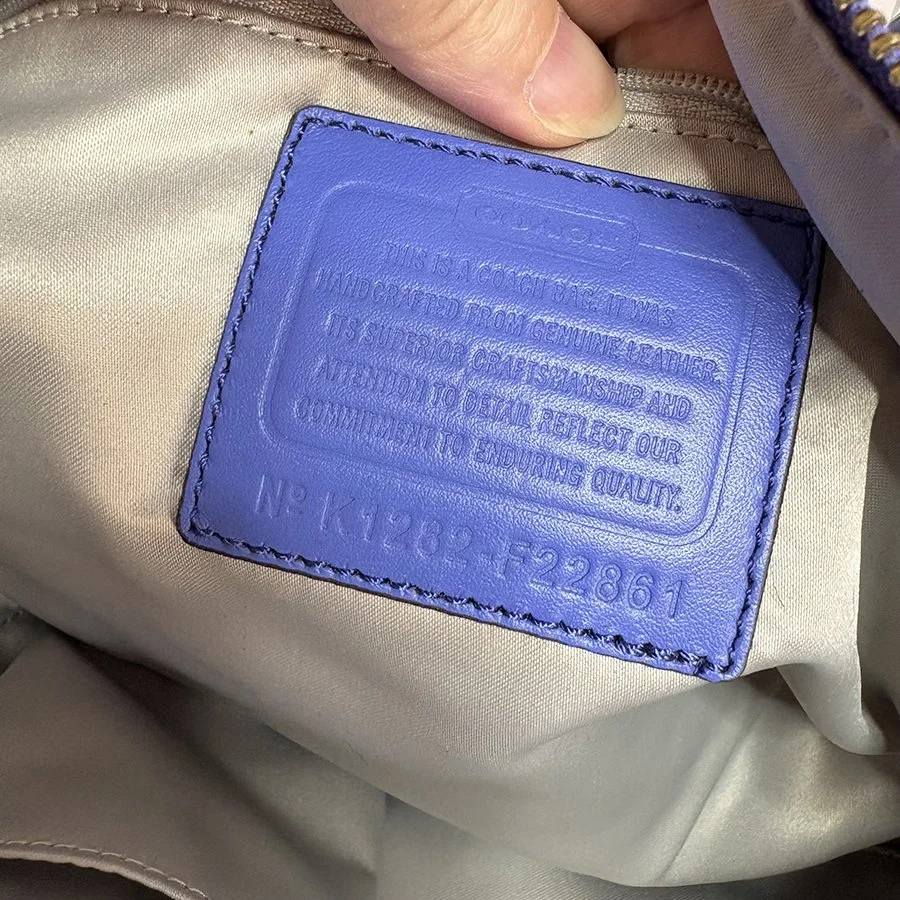 COACH
THIS IS A COACH BAG. IT WAS
HANDCRAFTED FROM GENUINE LEATHER.
ITS SUPERIOR CRAFTSMANSHIP AND
ATTENTION TO DETAIL REFLECT OUR
COMMITMENT TO ENDURING QUALITY.
Nº K1282-F22861